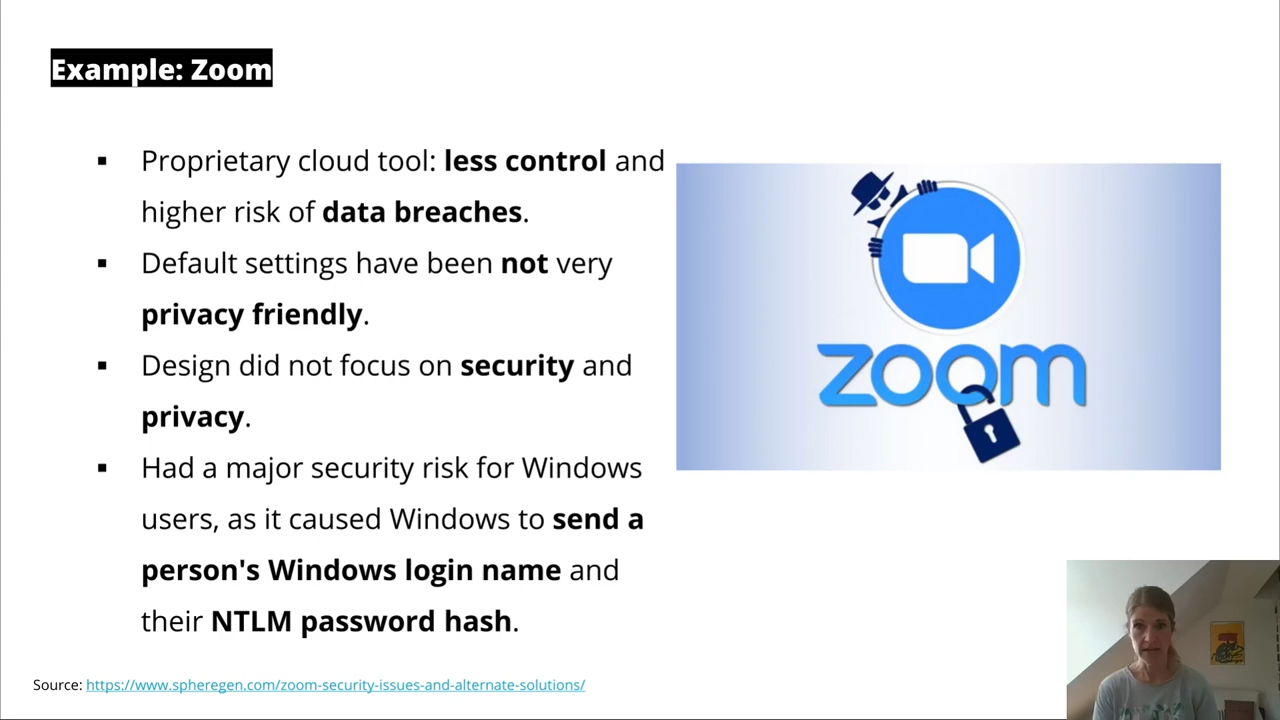 Example: Zoom
▪ Proprietary cloud tool: less control and
higher risk of data breaches.
▪ Default settings have been not very
privacy friendly.
▪ Design did not focus on security and
privacy.
▪ Had a major security risk for Windows
users, as it caused Windows to send a
person's Windows login name and
their NTLM password hash.
zoom
Source: https://www.spheregen.com/zoom-security-issues-and-alternate-solutions/